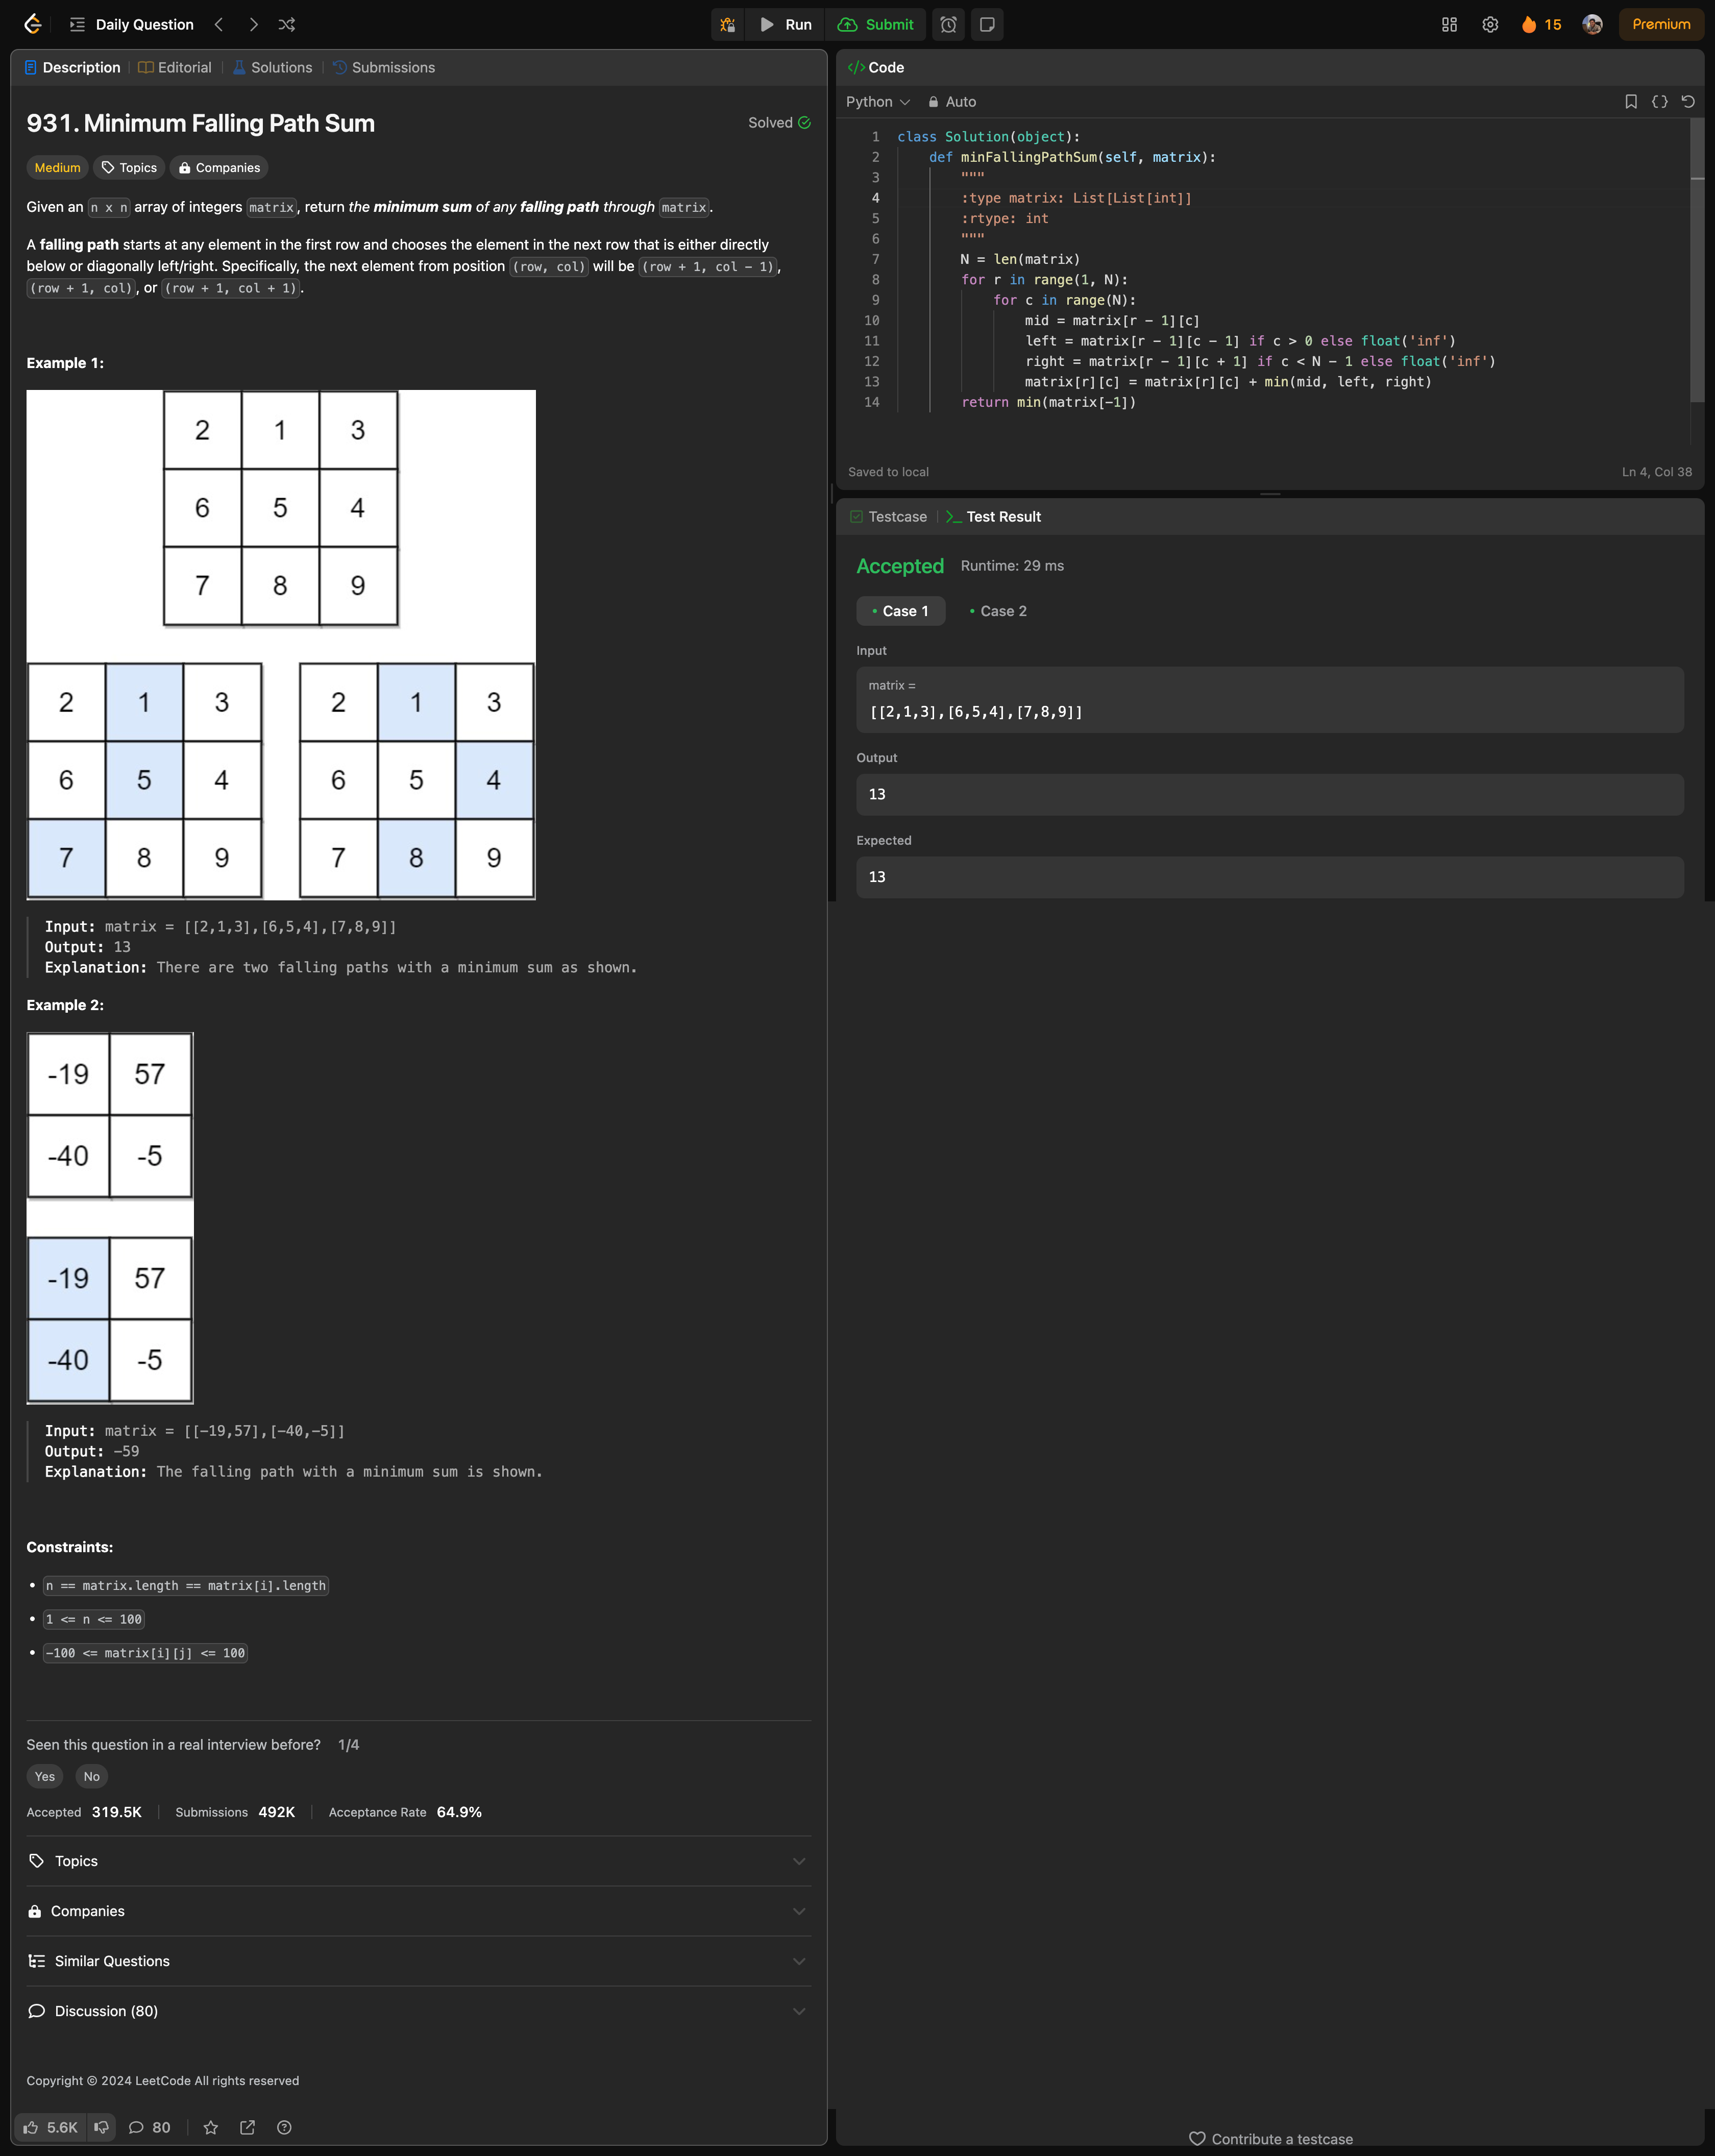 Daily Question
Run
Submit
15
Premium
Description
Editorial
Solutions
Submissions
931. Minimum Falling Path Sum
Solved
Medium
Topics
Companies
Given an n x n array of integers matrix, return the minimum sum of any falling path through matrix.
A falling path starts at any element in the first row and chooses the element in the next row that is either directly
below or diagonally left/right. Specifically, the next element from position (row, col) will be (row + 1, col - 1),
(row + 1, col), or (row + 1, col + 1).
Example 1:
2 1 3
6 5 4
7 8 9
2 1 3 2 1 3
6 5 4 6 5 4
7 8 9 7 8 9
Input: matrix = [[2,1,3],[6,5,4],[7,8,9]]
Output: 13
Explanation: There are two falling paths with a minimum sum as shown.
Example 2:
-19 57
-40 -5
-19 57
-40 -5
Input: matrix = [[-19,57],[-40,-5]]
Output: -59
Explanation: The falling path with a minimum sum is shown.
Constraints:
• n == matrix.length == matrix[i].length
• 1 <= n <= 100
• -100 <= matrix[i][j] <= 100
Seen this question in a real interview before? 1/4
Yes No
Accepted 319.5K Submissions 492K Acceptance Rate 64.9%
Topics
Companies
Similar Questions
Discussion (80)
Copyright © 2024 LeetCode All rights reserved
5.6K 80
</> Code
Python Auto
1 class Solution(object):
2 def minFallingPathSum(self, matrix):
3 """
4 :type matrix: List[List[int]]
5 :rtype: int
6 """
7 N = len(matrix)
8 for r in range(1, N):
9 for c in range(N):
10 mid = matrix[r - 1][c]
11 left = matrix[r - 1][c - 1] if c > 0 else float('inf')
12 right = matrix[r - 1][c + 1] if c < N - 1 else float('inf')
13 matrix[r][c] = matrix[r][c] + min(mid, left, right)
14 return min(matrix[-1])
Saved to local
Ln 4, Col 38
Testcase
>_ Test Result
Accepted Runtime: 29 ms
• Case 1 • Case 2
Input
matrix =
[[2,1,3],[6,5,4],[7,8,9]]
Output
13
Expected
13
Contribute a testcase